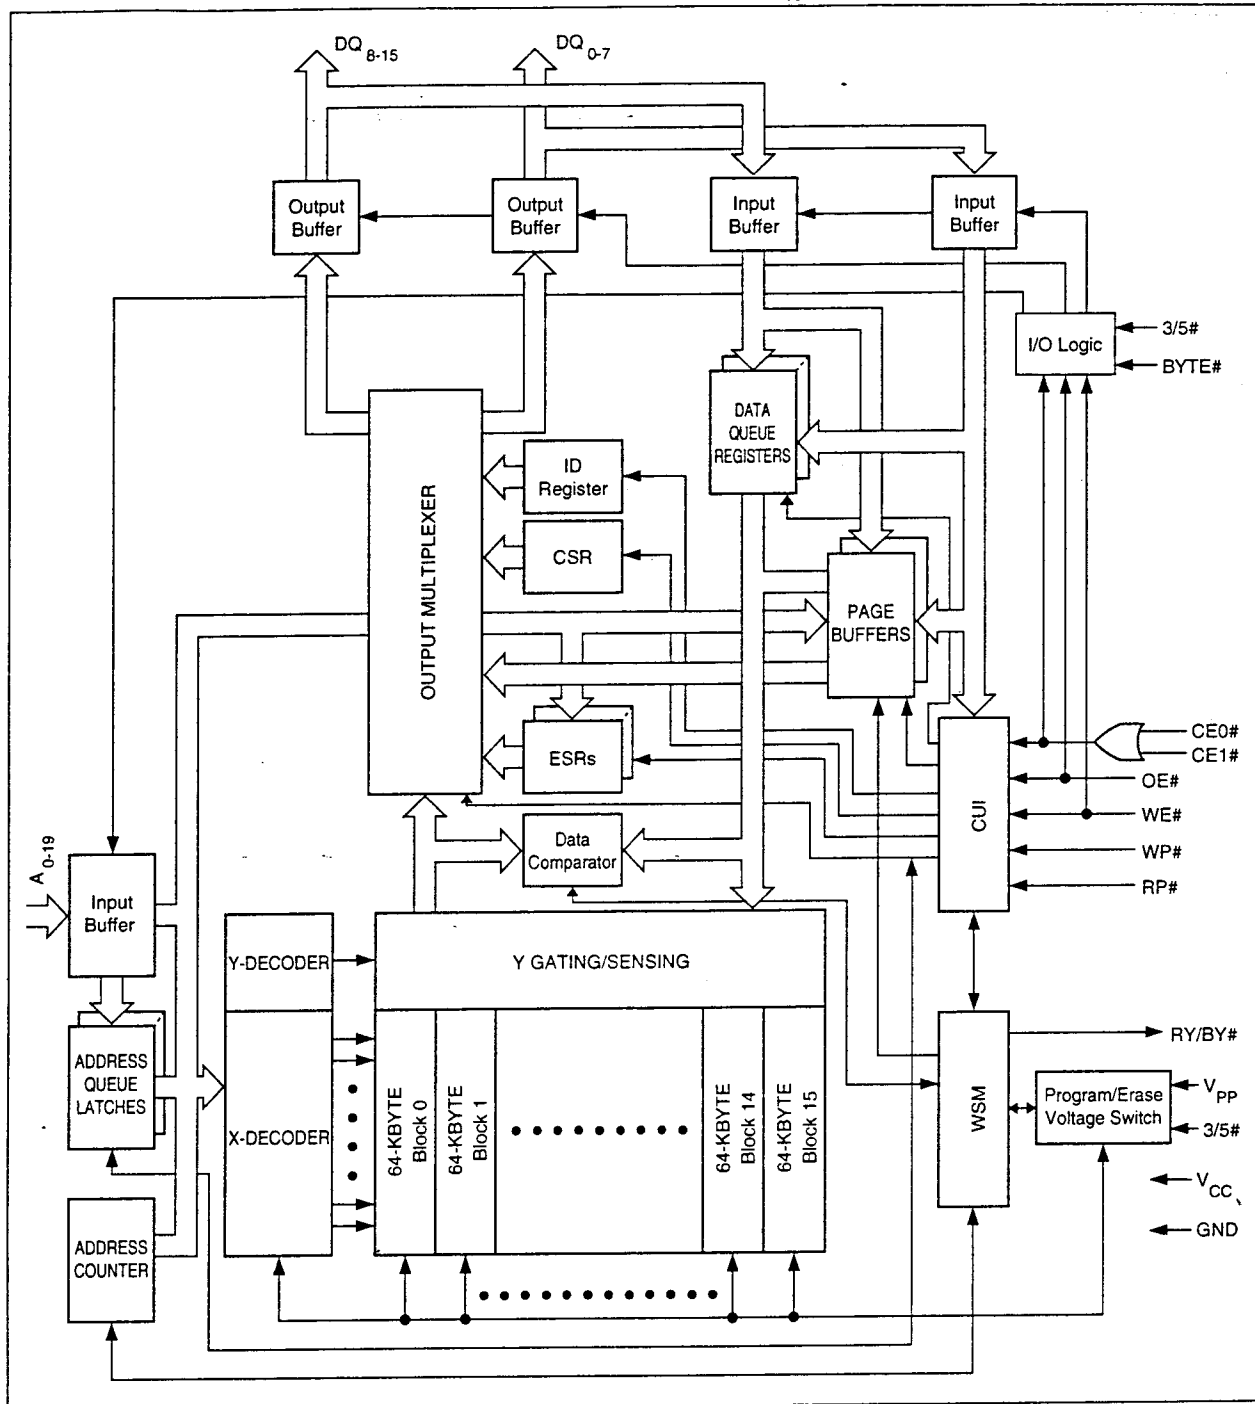 DQ8-15
DQ0-7
Output
Buffer
Output
Buffer
Input
Buffer
Input
Buffer
3/5#
I/O Logic
BYTE#
DATA
QUEUE
REGISTERS
ID
Register
CSR
OUTPUT MULTIPLEXER
PAGE
BUFFERS
ESRs
CE0#
CE1#
OE#
CUI
WE#
WP#
RP#
Data
Comparator
A0-19
Input
Buffer
Y-DECODER
Y GATING/SENSING
ADDRESS
QUEUE
LATCHES
X-DECODER
64-KBYTE
Block 0
64-KBYTE
Block 1
64-KBYTE
Block 14
64-KBYTE
Block 15
WSM
RY/BY#
Program/Erase
Voltage Switch
VPP
3/5#
VCC
GND
ADDRESS
COUNTER